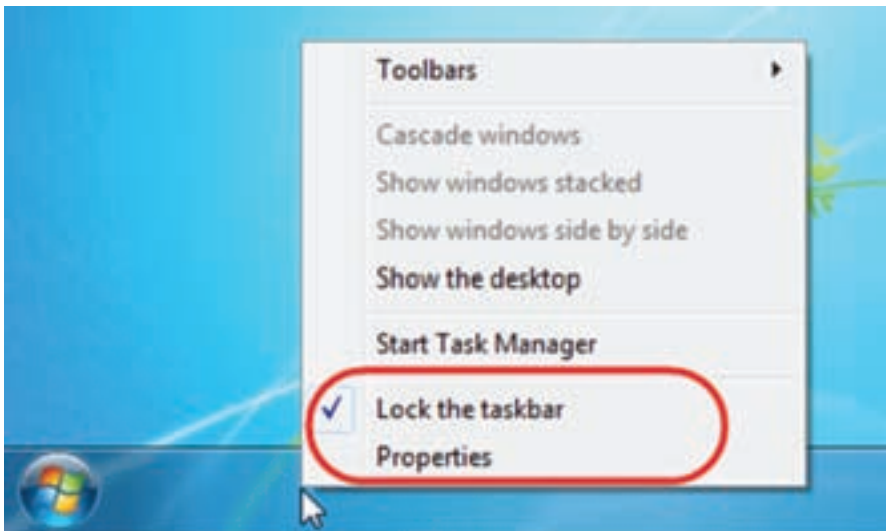 Toolbars
Cascade windows
Show windows stacked
Show windows side by side
Show the desktop
Start Task Manager
Lock the taskbar
Properties